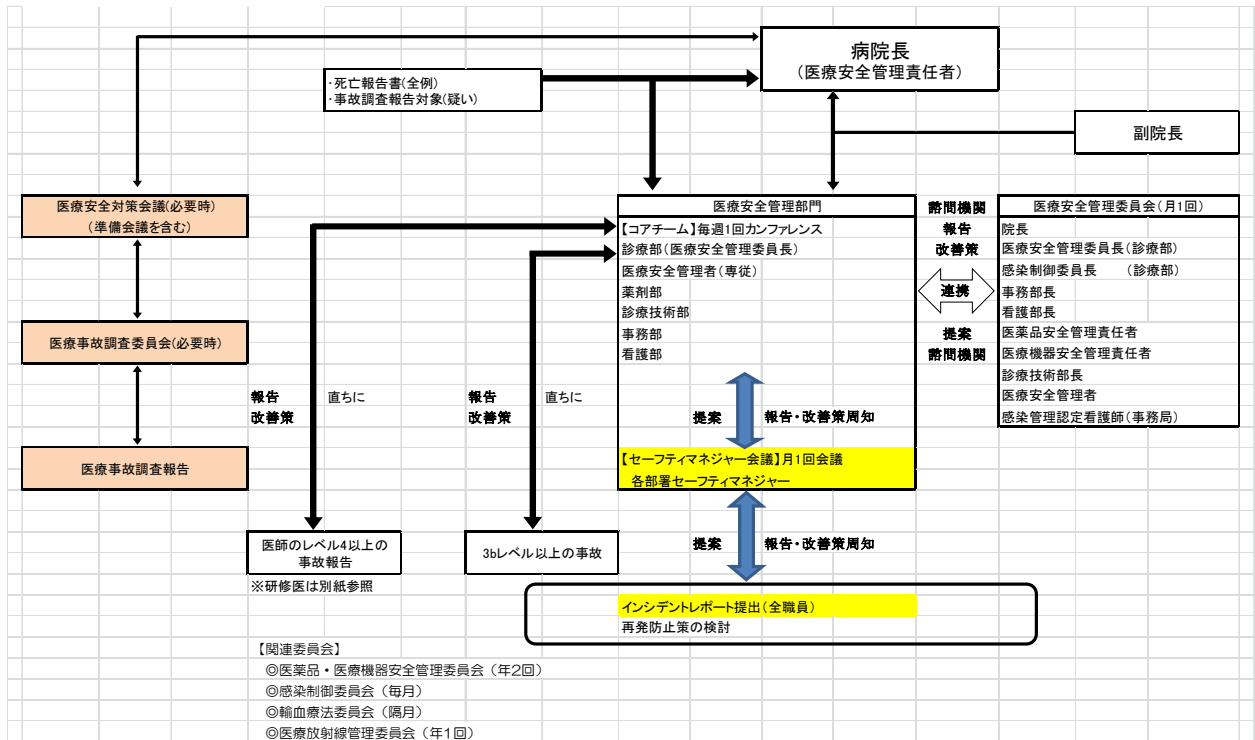 病院長
(医療安全管理責任者)
・死亡報告書(全例)
・事故調査報告対象(疑い)
副院長
医療安全対策会議(必要時)
(準備会議を含む)
医療事故調査委員会(必要時)
医療事故調査報告
医療安全管理部門
【コアチーム】毎週1回カンファレンス
診療部(医療安全管理委員長)
医療安全管理者(専従)
薬剤部
診療技術部
事務部
看護部
諮問機関
報告
改善策
連携
提案
諮問機関
医療安全管理委員会(月1回)
院長
医療安全管理委員長(診療部)
感染制御委員長 (診療部)
事務部長
看護部長
医薬品安全管理責任者
医療機器安全管理責任者
診療技術部長
医療安全管理者
感染管理認定看護師(事務局)
報告 直ちに
改善策
報告 直ちに
改善策
提案 報告・改善策周知
【セーフティマネジャー会議】月1回会議
各部署セーフティマネジャー
提案 報告・改善策周知
医師のレベル4以上の
事故報告
※研修医は別紙参照
3bレベル以上の事故
インシデントレポート提出(全職員)
再発防止策の検討
【関連委員会】
◎医薬品・医療機器安全管理委員会(年2回)
◎感染制御委員会(毎月)
◎輸血療法委員会(隔月)
◎医療放射線管理委員会(年1回)